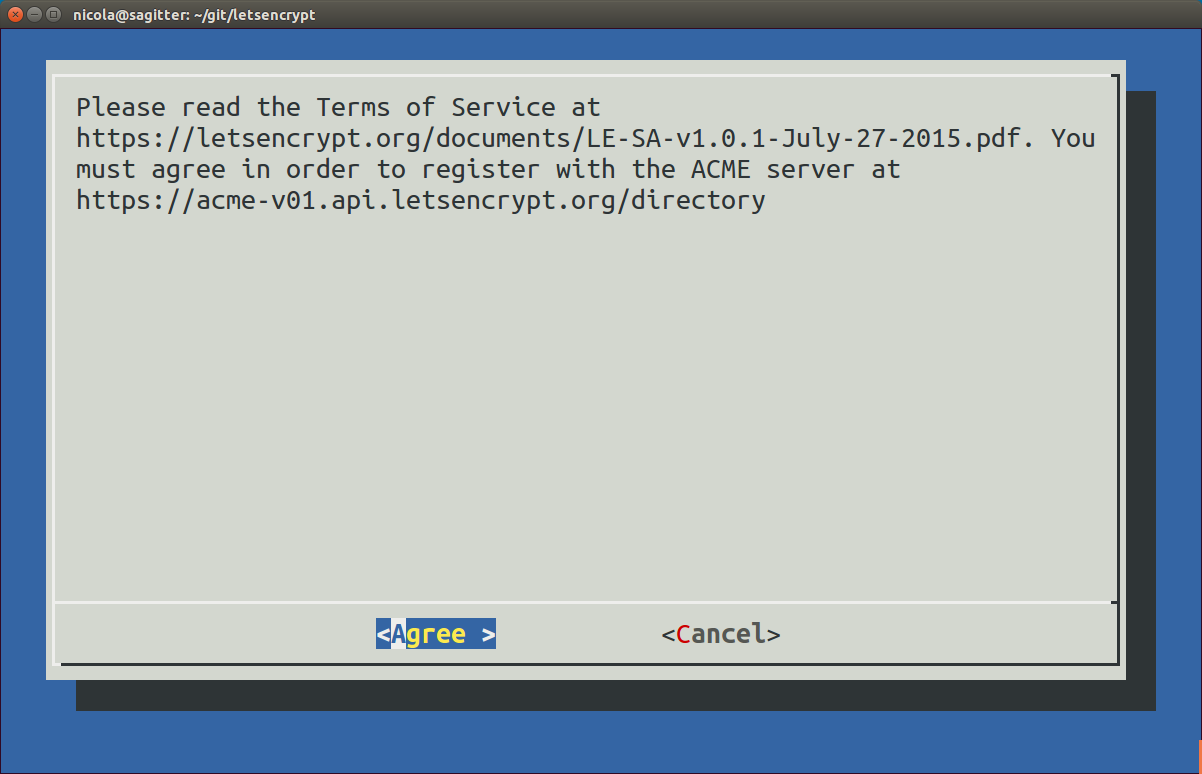 nicola@sagitter: ~/git/letsencrypt
Please read the Terms of Service at
https://letsencrypt.org/documents/LE-SA-v1.0.1-July-27-2015.pdf. You
must agree in order to register with the ACME server at
https://acme-v01.api.letsencrypt.org/directory
<Agree > <Cancel>